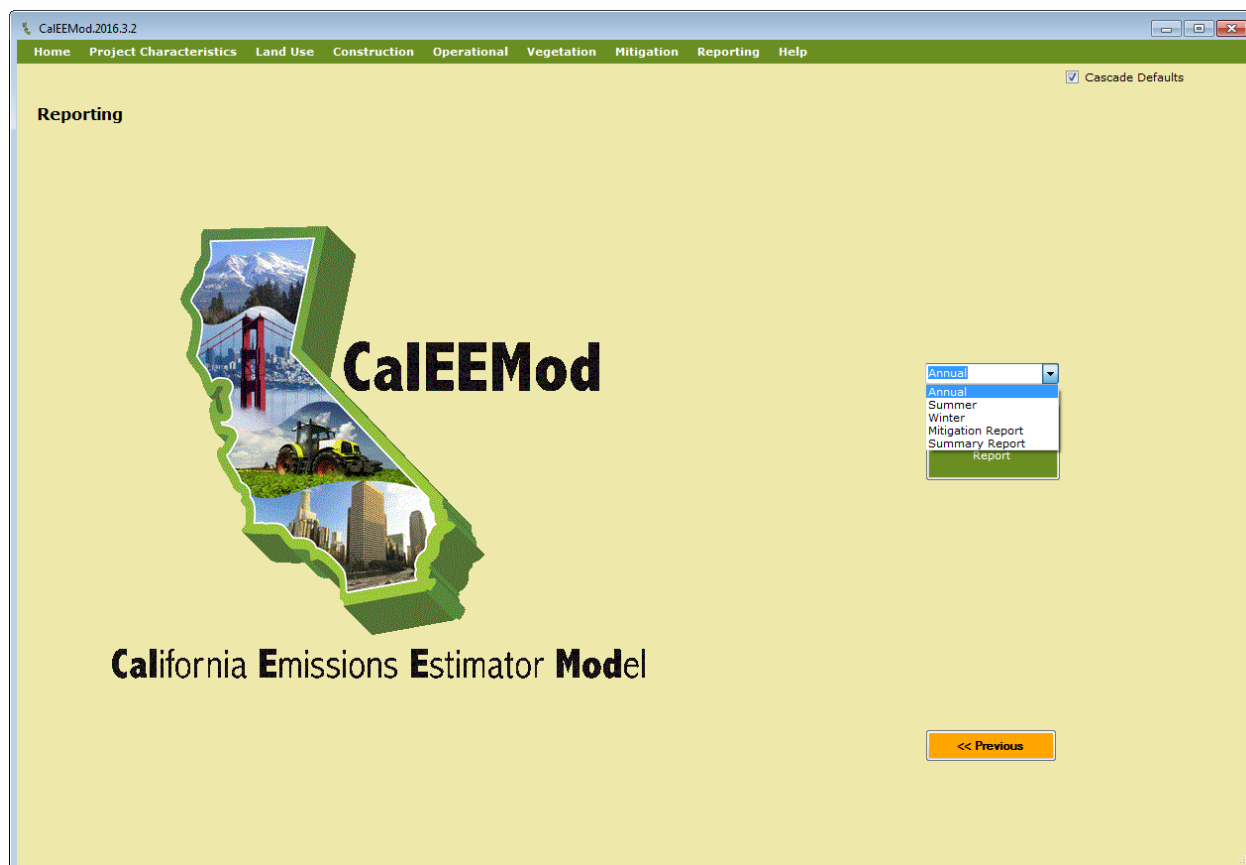 CalEEMod.2016.3.2
Home Project Characteristics Land Use Construction Operational Vegetation Mitigation Reporting Help
Cascade Defaults
Reporting
CalEEMod
Annual
Annual
Summer
Winter
Mitigation Report
Summary Report
Report
California Emissions Estimator Model
<< Previous